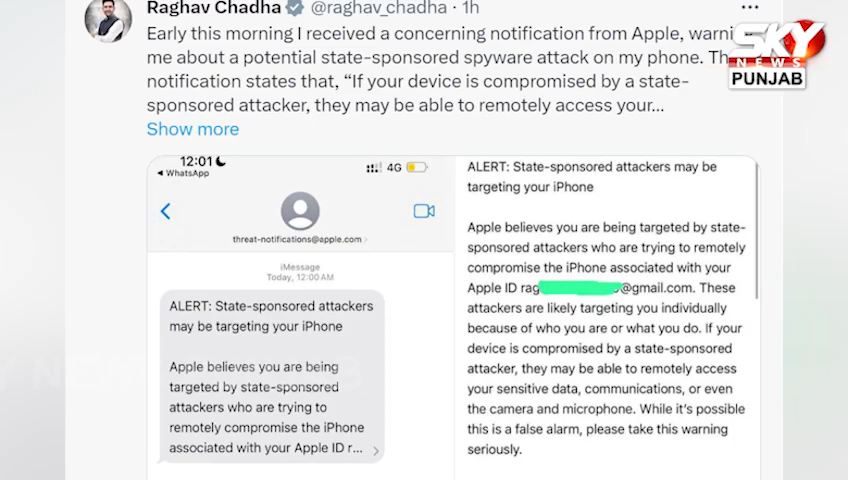 Raghav Chadha @raghav_chadha · 1h
Early this morning I received a concerning notification from Apple, warni
me about a potential state-sponsored spyware attack on my phone. Th
notification states that, “If your device is compromised by a state-
sponsored attacker, they may be able to remotely access your...
Show more
SKY
NEWS
PUNJAB
12:01
4G
WhatsApp
threat-notifications@apple.com
iMessage
Today, 12:00 AM
ALERT: State-sponsored attackers
may be targeting your iPhone
Apple believes you are being
targeted by state-sponsored
attackers who are trying to
remotely compromise the iPhone
associated with your Apple ID r...
ALERT: State-sponsored attackers may be
targeting your iPhone
Apple believes you are being targeted by state-
sponsored attackers who are trying to remotely
compromise the iPhone associated with your
Apple ID rag @gmail.com. These
attackers are likely targeting you individually
because of who you are or what you do. If your
device is compromised by a state-sponsored
attacker, they may be able to remotely access
your sensitive data, communications, or even
the camera and microphone. While it's possible
this is a false alarm, please take this warning
seriously.